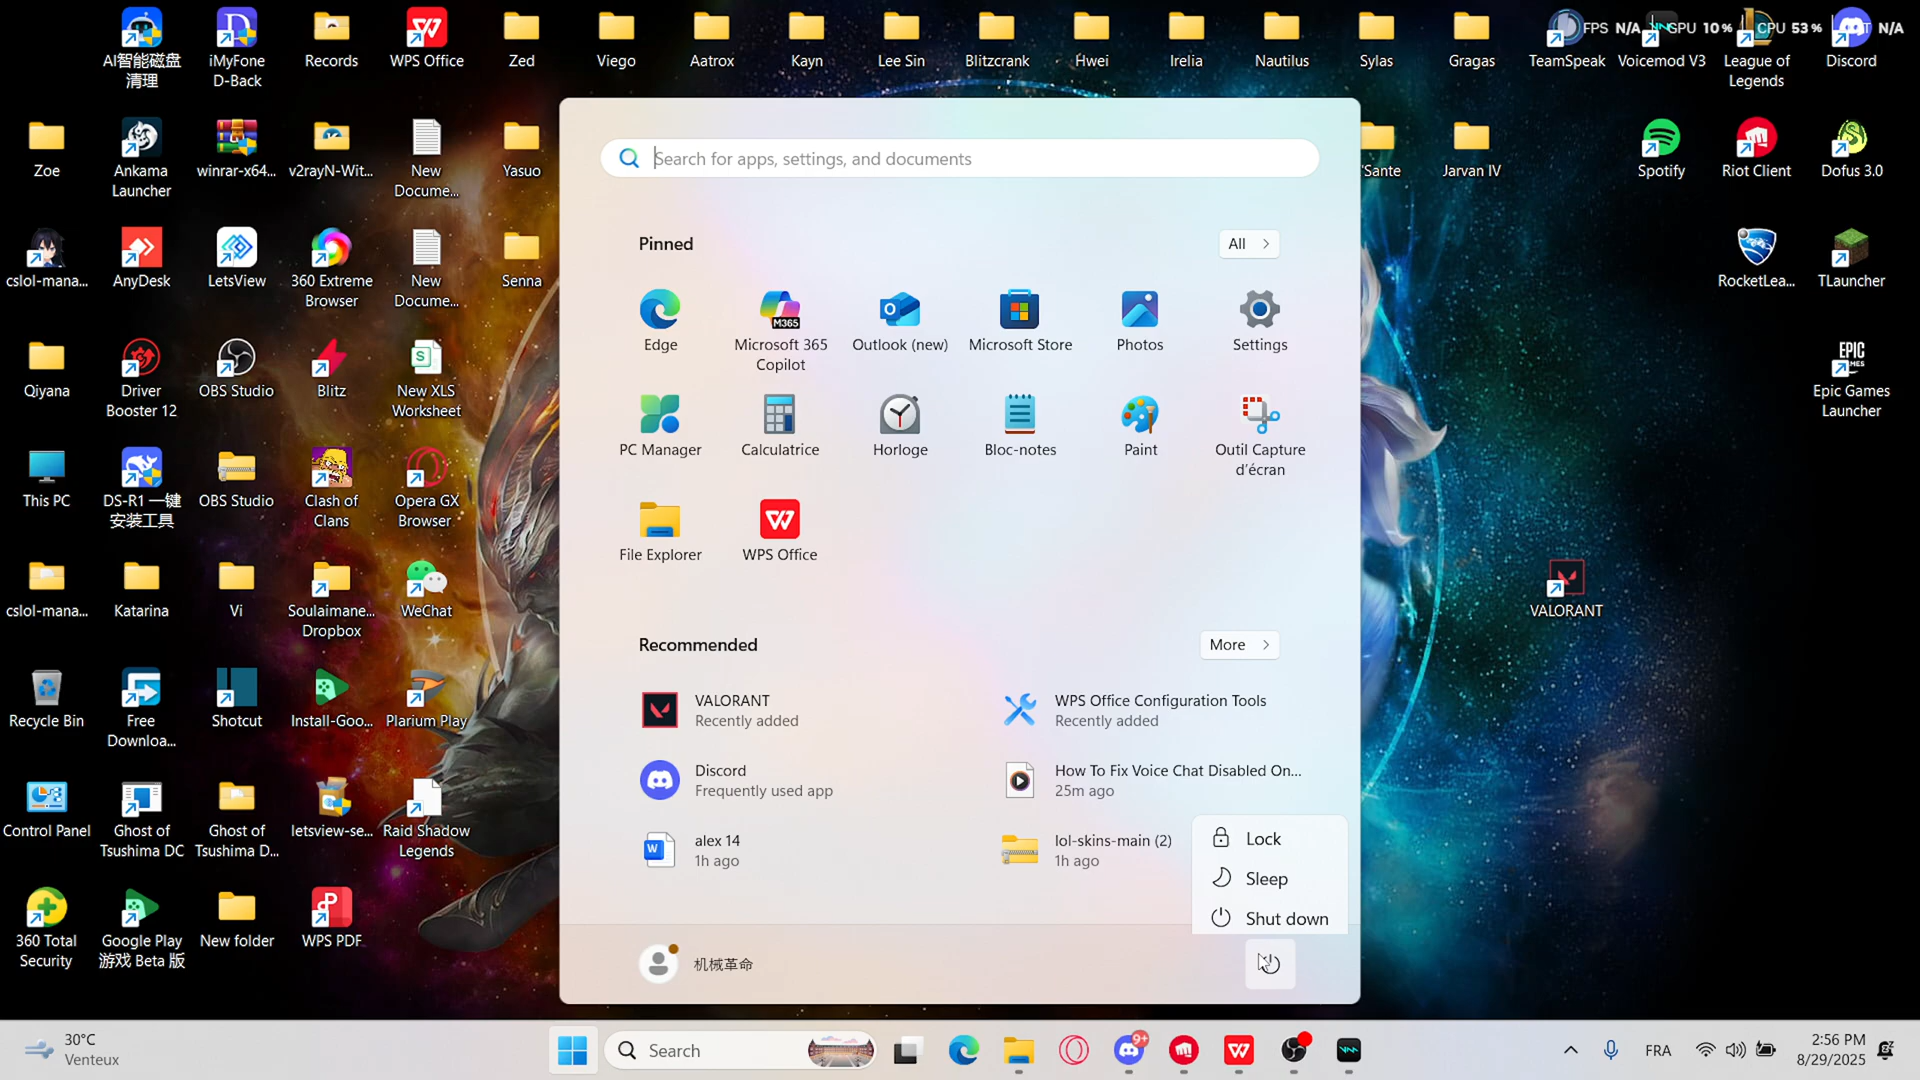 AI智能磁盘
清理
iMyFone
D-Back
Records
WPS Office
Zed
Viego
Aatrox
Kayn
Lee Sin
Blitzcrank
Hwei
Irelia
Nautilus
Sylas
Gragas
TeamSpeak
Voicemod V3
League of
Legends
Discord
FPS N/A
GPU 10 %
CPU 53 %
N/A
Zoe
Ankama
Launcher
winrar-x64...
v2rayN-Wit...
New
Docume...
Yasuo
'Sante
Jarvan IV
Spotify
Riot Client
Dofus 3.0
cslol-mana...
AnyDesk
LetsView
360 Extreme
Browser
New
Docume...
Senna
RocketLea...
TLauncher
Qiyana
Driver
Booster 12
OBS Studio
Blitz
New XLS
Worksheet
EPIC
GAMES
Epic Games
Launcher
This PC
DS-R1 一键
安装工具
OBS Studio
Clash of
Clans
Opera GX
Browser
cslol-mana...
Katarina
Vi
Soulaimane...
Dropbox
WeChat
VALORANT
Recycle Bin
Free
Downloa...
Shotcut
Install-Goo...
Plarium Play
Control Panel
Ghost of
Tsushima DC
Ghost of
Tsushima D...
letsview-se...
Raid Shadow
Legends
360 Total
Security
Google Play
游戏 Beta 版
New folder
WPS PDF
Search for apps, settings, and documents
Pinned
All
Edge
M365
Microsoft 365
Copilot
Outlook (new)
Microsoft Store
Photos
Settings
PC Manager
Calculatrice
Horloge
Bloc-notes
Paint
Outil Capture
d'écran
File Explorer
WPS Office
Recommended
More
VALORANT
Recently added
WPS Office Configuration Tools
Recently added
Discord
Frequently used app
How To Fix Voice Chat Disabled On...
25m ago
alex 14
1h ago
lol-skins-main (2)
1h ago
Lock
Sleep
Shut down
机械革命
30°C
Venteux
Search
9+
FRA
2:56 PM
8/29/2025